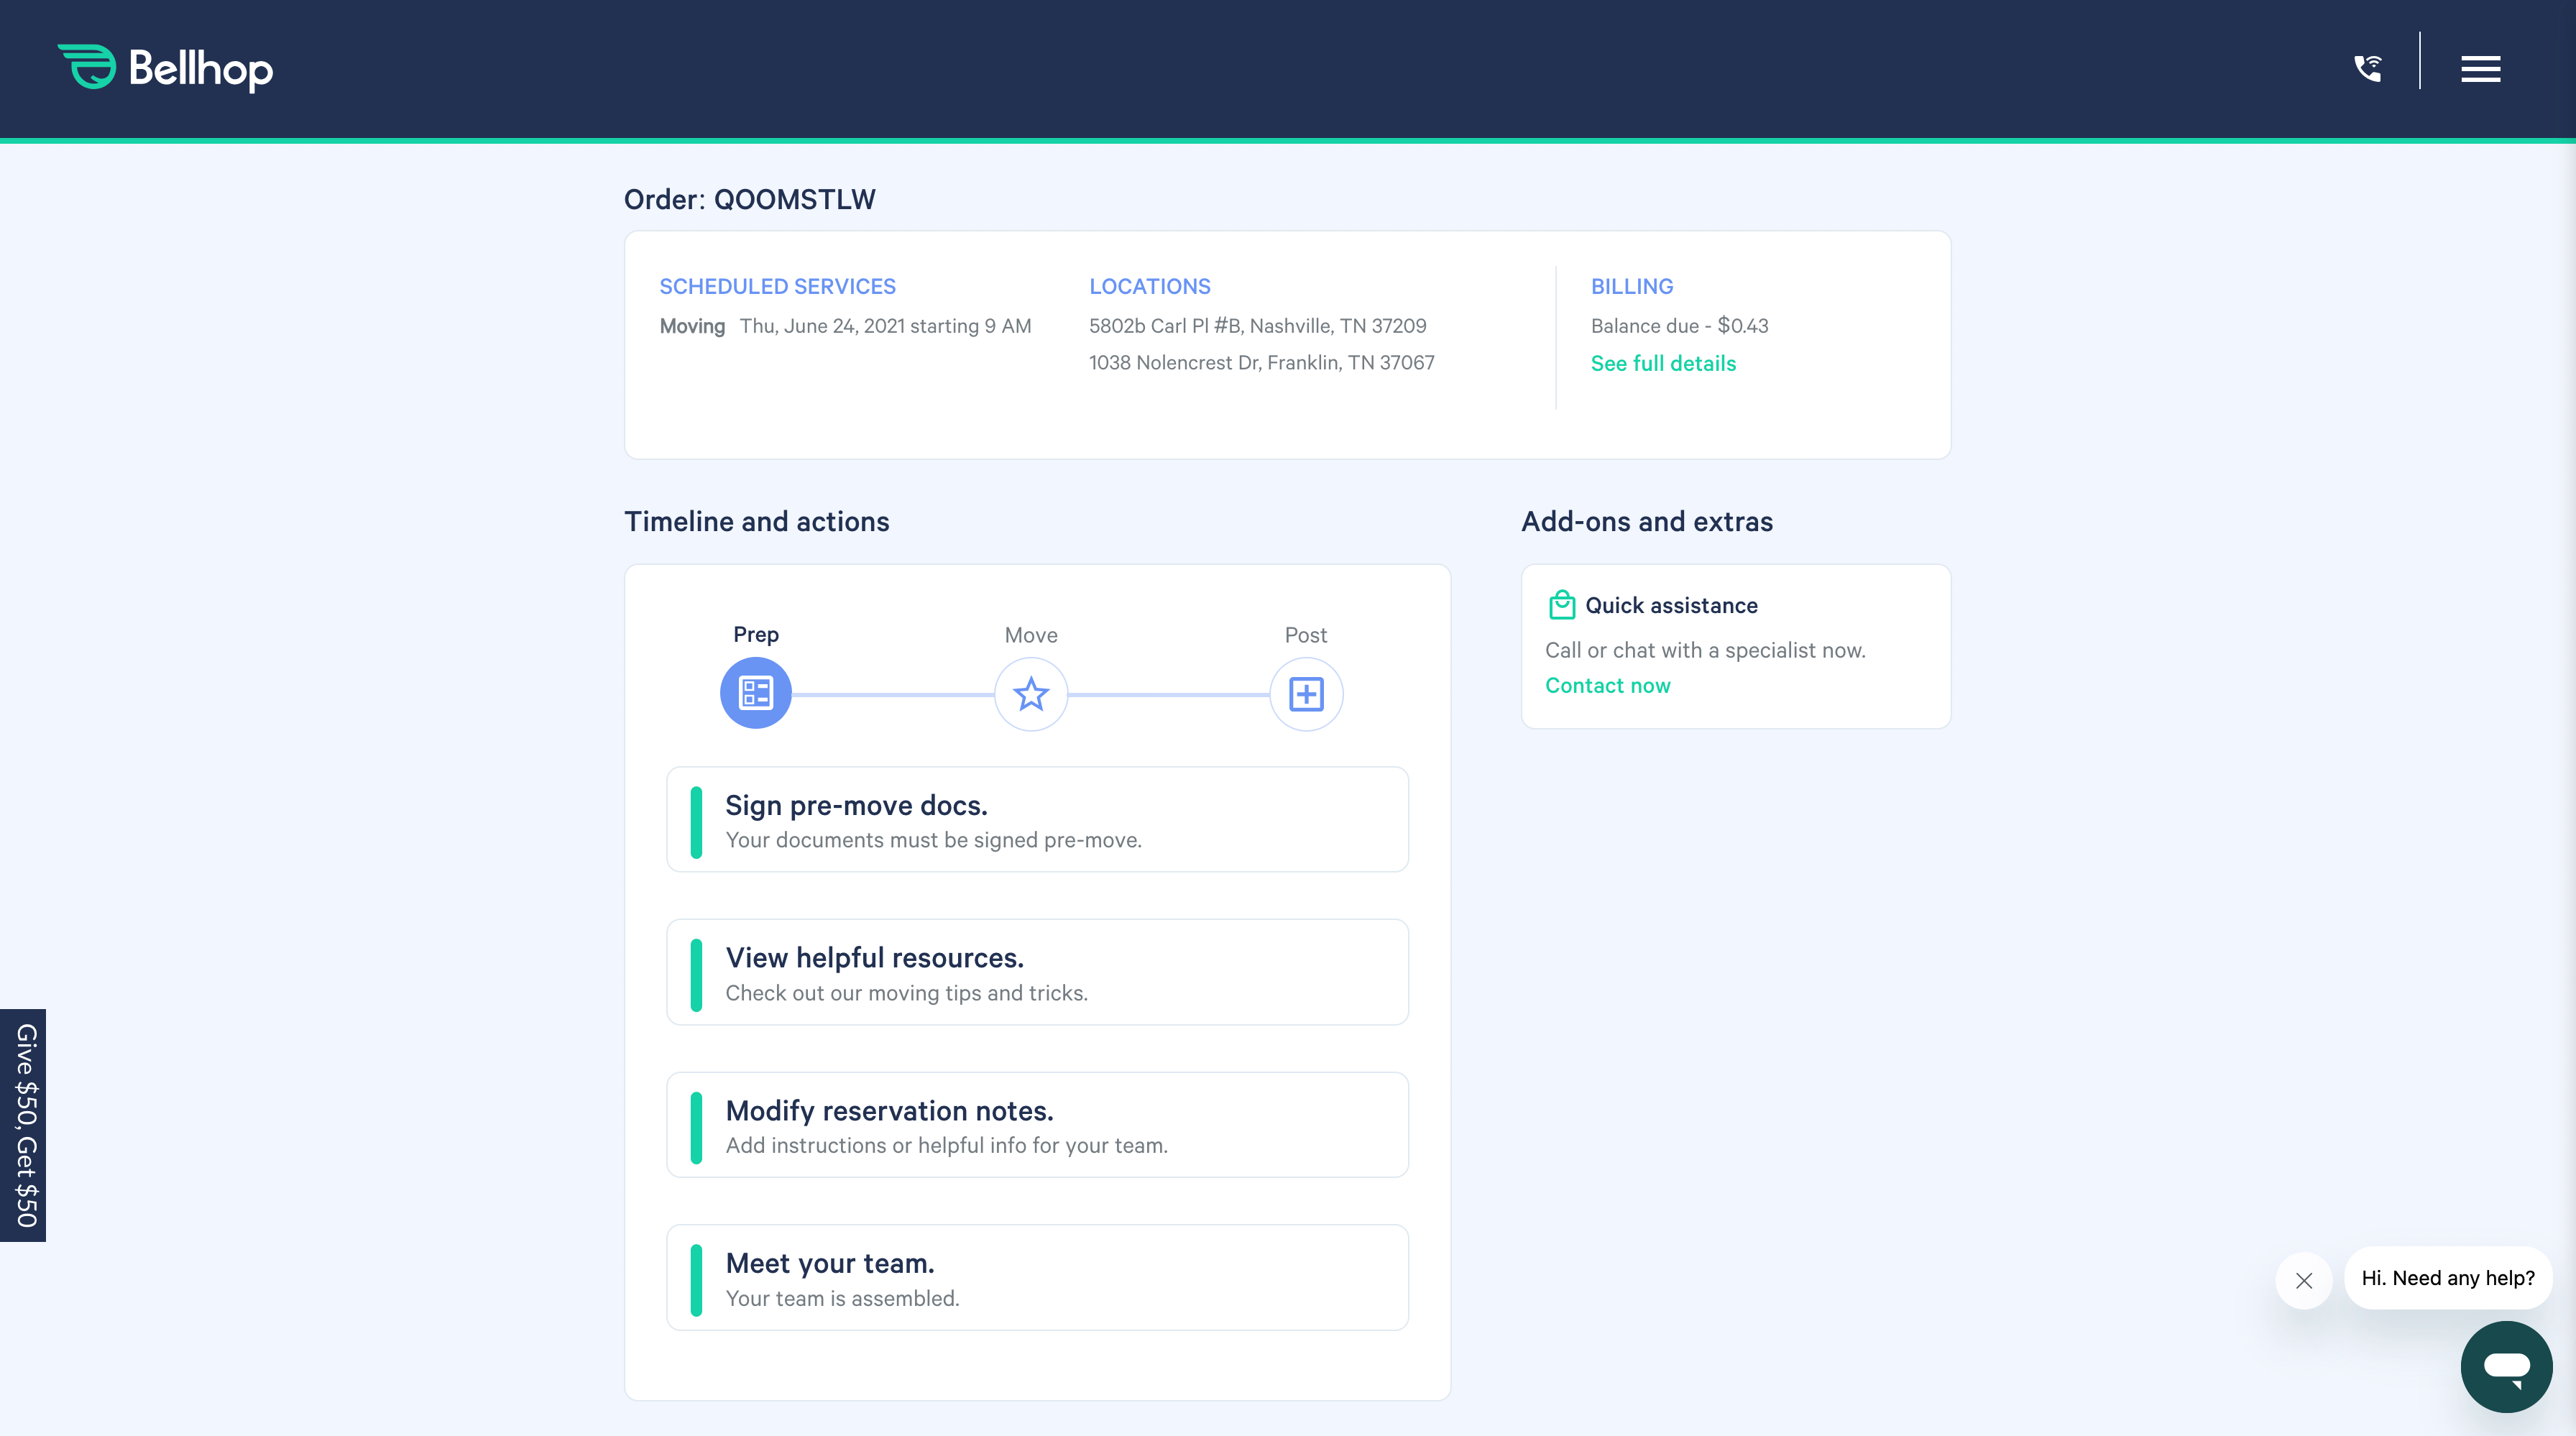 Bellhop
Order: QOOMSTLW
SCHEDULED SERVICES
Moving Thu, June 24, 2021 starting 9 AM
LOCATIONS
5802b Carl Pl #B, Nashville, TN 37209
1038 Nolencrest Dr, Franklin, TN 37067
BILLING
Balance due - $0.43
See full details
Timeline and actions
Prep
Move
Post
Sign pre-move docs.
Your documents must be signed pre-move.
View helpful resources.
Check out our moving tips and tricks.
Modify reservation notes.
Add instructions or helpful info for your team.
Meet your team.
Your team is assembled.
Add-ons and extras
Quick assistance
Call or chat with a specialist now.
Contact now
Give $50, Get $50
Hi. Need any help?